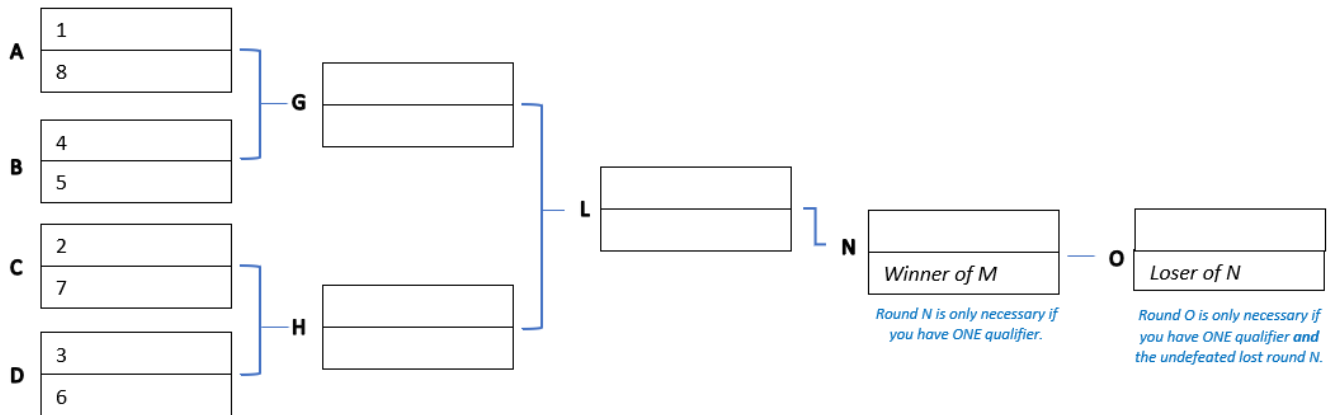 A
1
8
B
4
5
C
2
7
D
3
6
G
H
L
N
Winner of M
Round N is only necessary if
you have ONE qualifier.
O
Loser of N
Round O is only necessary if
you have ONE qualifier and
the undefeated lost round N.